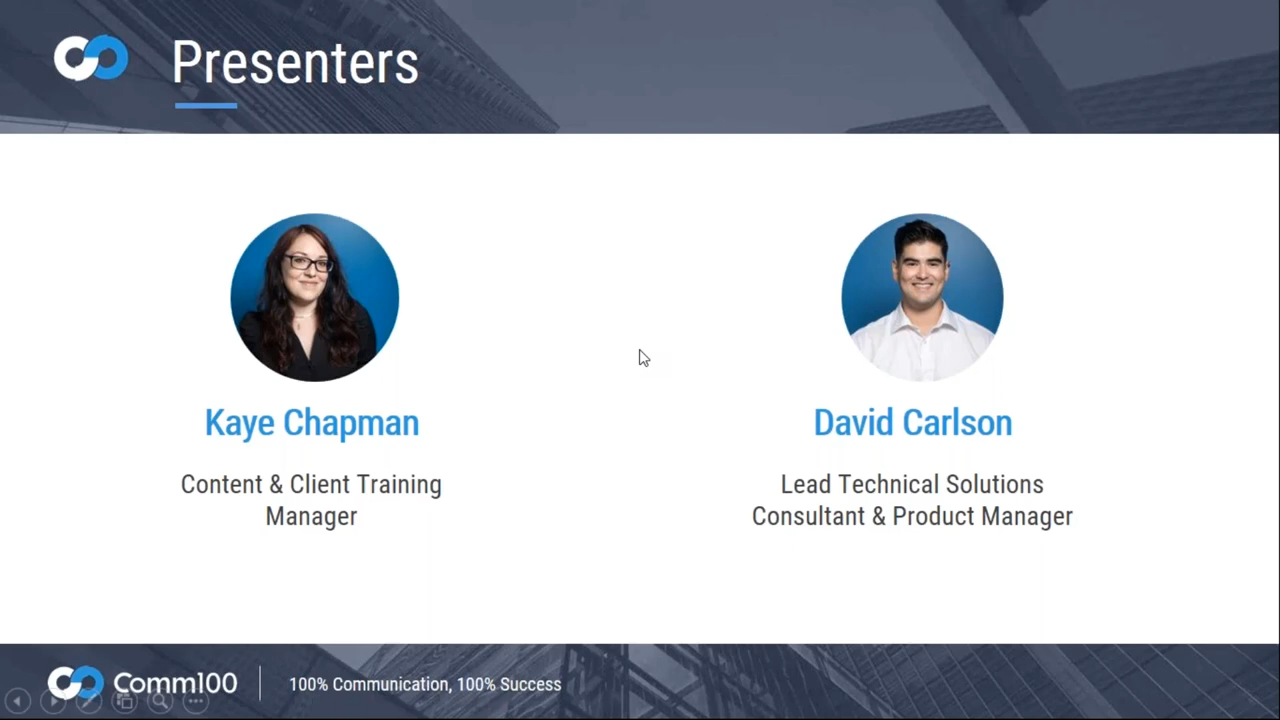 Presenters
Kaye Chapman
Content & Client Training
Manager
David Carlson
Lead Technical Solutions
Consultant & Product Manager
Comm100
100% Communication, 100% Success